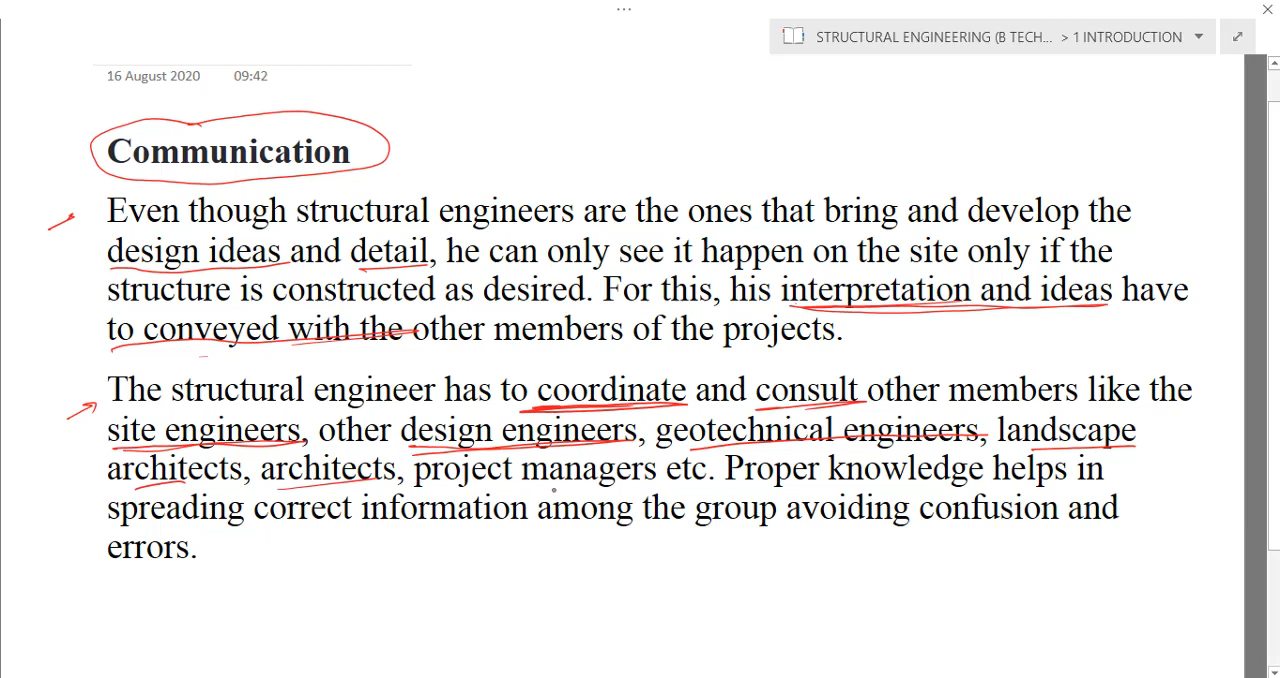 ...
STRUCTURAL ENGINEERING (B TECH... > 1 INTRODUCTION
16 August 2020 09:42
Communication
Even though structural engineers are the ones that bring and develop the
design ideas and detail, he can only see it happen on the site only if the
structure is constructed as desired. For this, his interpretation and ideas have
to conveyed with the other members of the projects.
The structural engineer has to coordinate and consult other members like the
site engineers, other design engineers, geotechnical engineers, landscape
architects, architects, project managers etc. Proper knowledge helps in
spreading correct information among the group avoiding confusion and
errors.